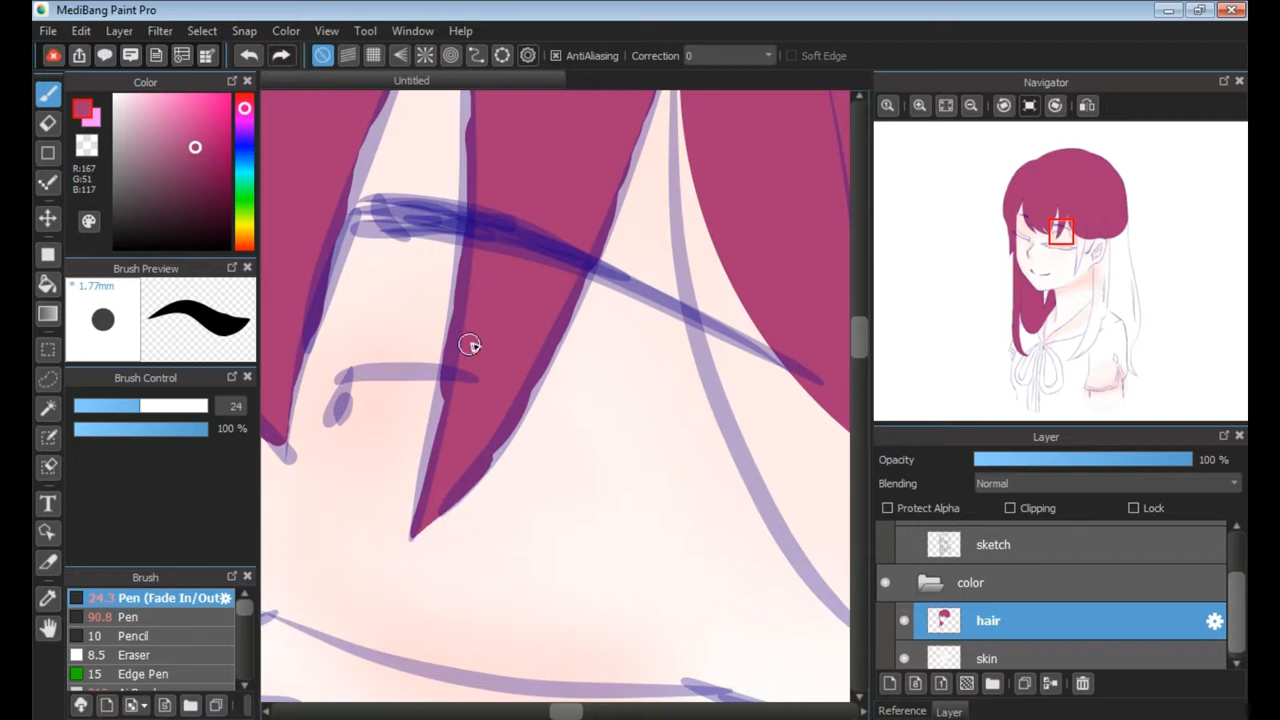 MediBang Paint Pro
File Edit Layer Filter Select Snap Color View Tool Window Help
AntiAliasing Correction 0 Soft Edge
Color
Untitled
Navigator
R:167
G:51
B:117
Brush Preview
* 1.77mm
Brush Control
24
100 %
Layer
Opacity 100 %
Blending Normal
Protect Alpha Clipping Lock
sketch
color
hair
skin
Brush
24.3 Pen (Fade In/Out
90.8 Pen
10 Pencil
8.5 Eraser
15 Edge Pen
Reference Layer